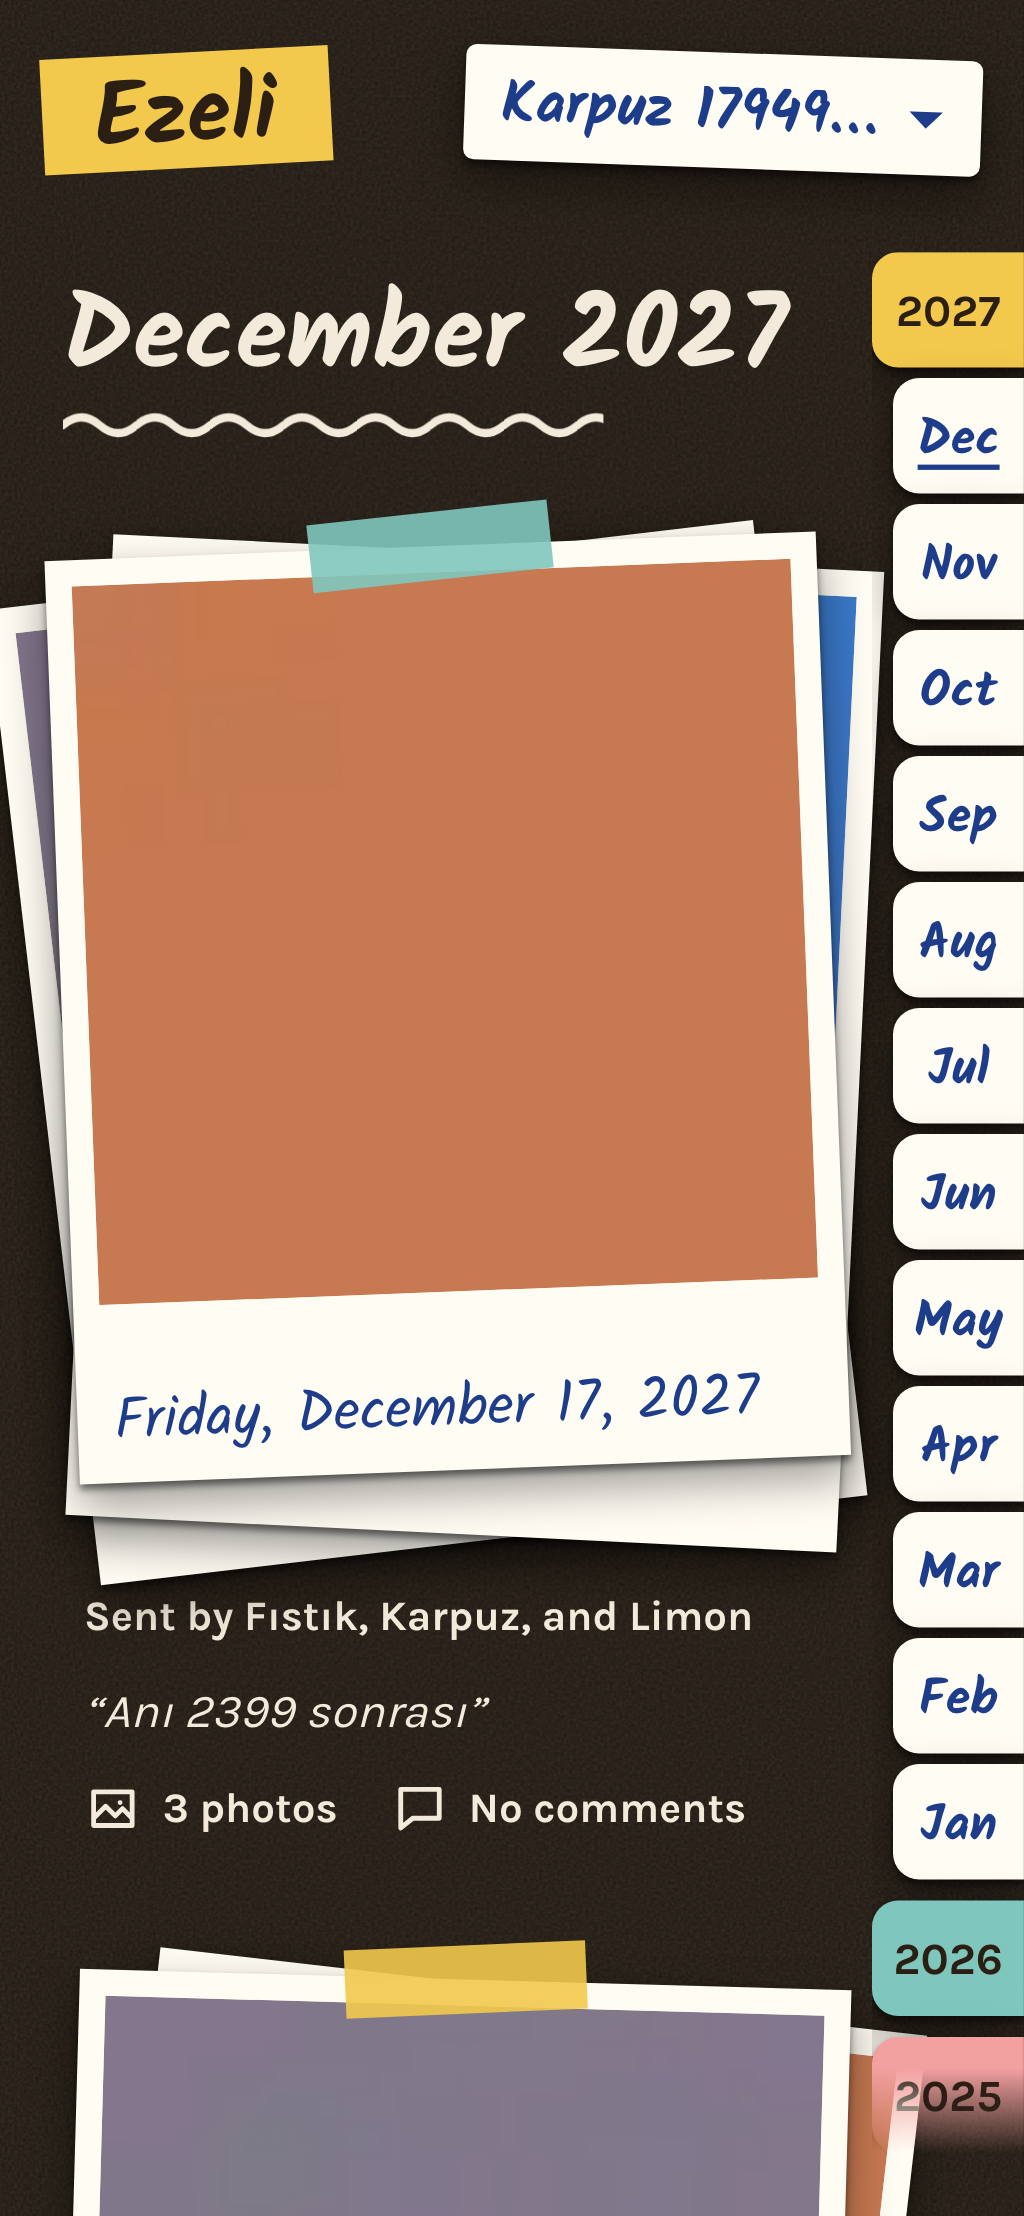 Ezeli
Karpuz 17949...
December 2027
2027
Dec
Nov
Oct
Sep
Aug
Jul
Jun
May
Apr
Mar
Feb
Jan
2026
2025
Friday, December 17, 2027
Sent by Fıstık, Karpuz, and Limon
“Anı 2399 sonrası”
3 photos
No comments